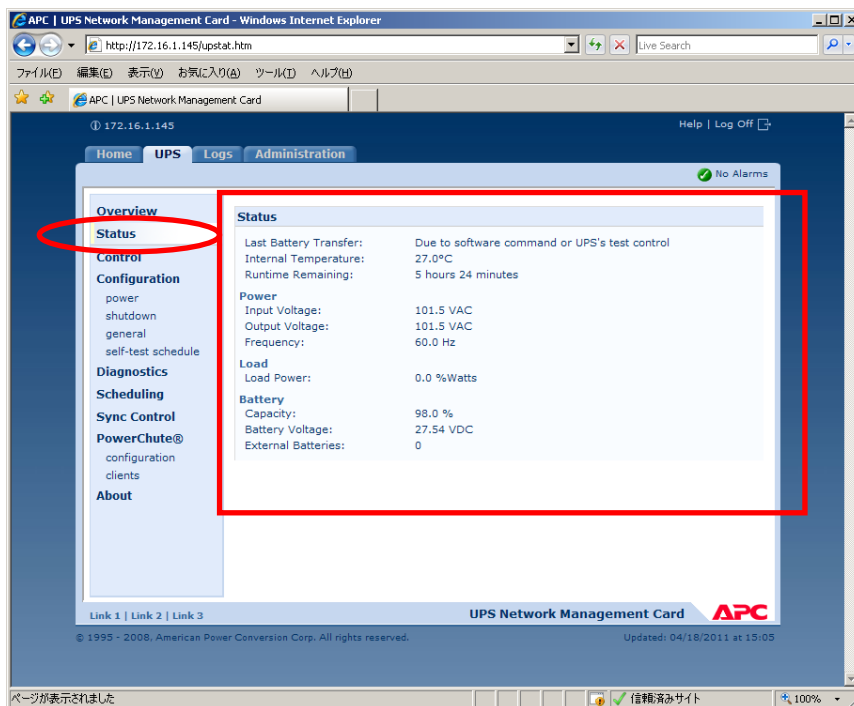 APC | UPS Network Management Card - Windows Internet Explorer
http://172.16.1.145/upstat.htm
Live Search
ファイル(F) 編集(E) 表示(V) お気に入り(A) ツール(T) ヘルプ(H)
APC | UPS Network Management Card
172.16.1.145
Help | Log Off
Home UPS Logs Administration
No Alarms
Overview
Status
Control
Configuration
power
shutdown
general
self-test schedule
Diagnostics
Scheduling
Sync Control
PowerChute®
configuration
clients
About
Status
Last Battery Transfer: Due to software command or UPS's test control
Internal Temperature: 27.0°C
Runtime Remaining: 5 hours 24 minutes
Power
Input Voltage: 101.5 VAC
Output Voltage: 101.5 VAC
Frequency: 60.0 Hz
Load
Load Power: 0.0 %Watts
Battery
Capacity: 98.0 %
Battery Voltage: 27.54 VDC
External Batteries: 0
Link 1 | Link 2 | Link 3
UPS Network Management Card
APC
© 1995 - 2008, American Power Conversion Corp. All rights reserved.
Updated: 04/18/2011 at 15:05
ページが表示されました
信頼済みサイト
100%